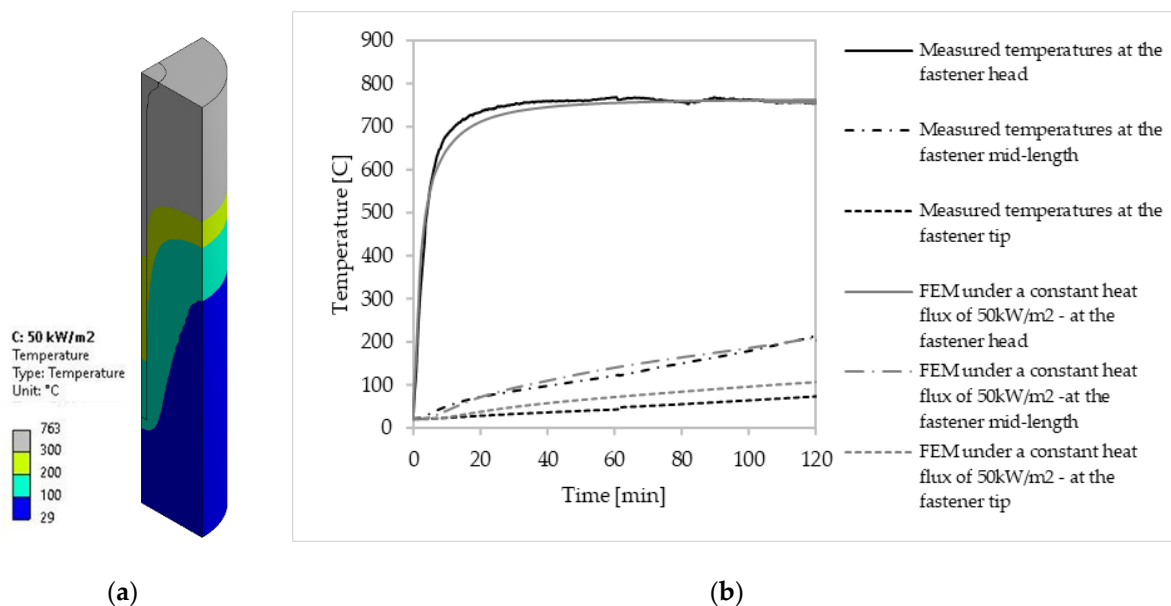 C: 50 kW/m2
Temperature
Type: Temperature
Unit: °C
763
300
200
100
29
(a)
900
800
700
600
500
400
300
200
100
0
Temperature [C]
0 20 40 60 80 100 120
Time [min]
Measured temperatures at the
fastener head
Measured temperatures at the
fastener mid-length
Measured temperatures at the
fastener tip
FEM under a constant heat
flux of 50kW/m2 - at the
fastener head
FEM under a constant heat
flux of 50kW/m2 -at the
fastener mid-length
FEM under a constant heat
flux of 50kW/m2 - at the
fastener tip
(b)